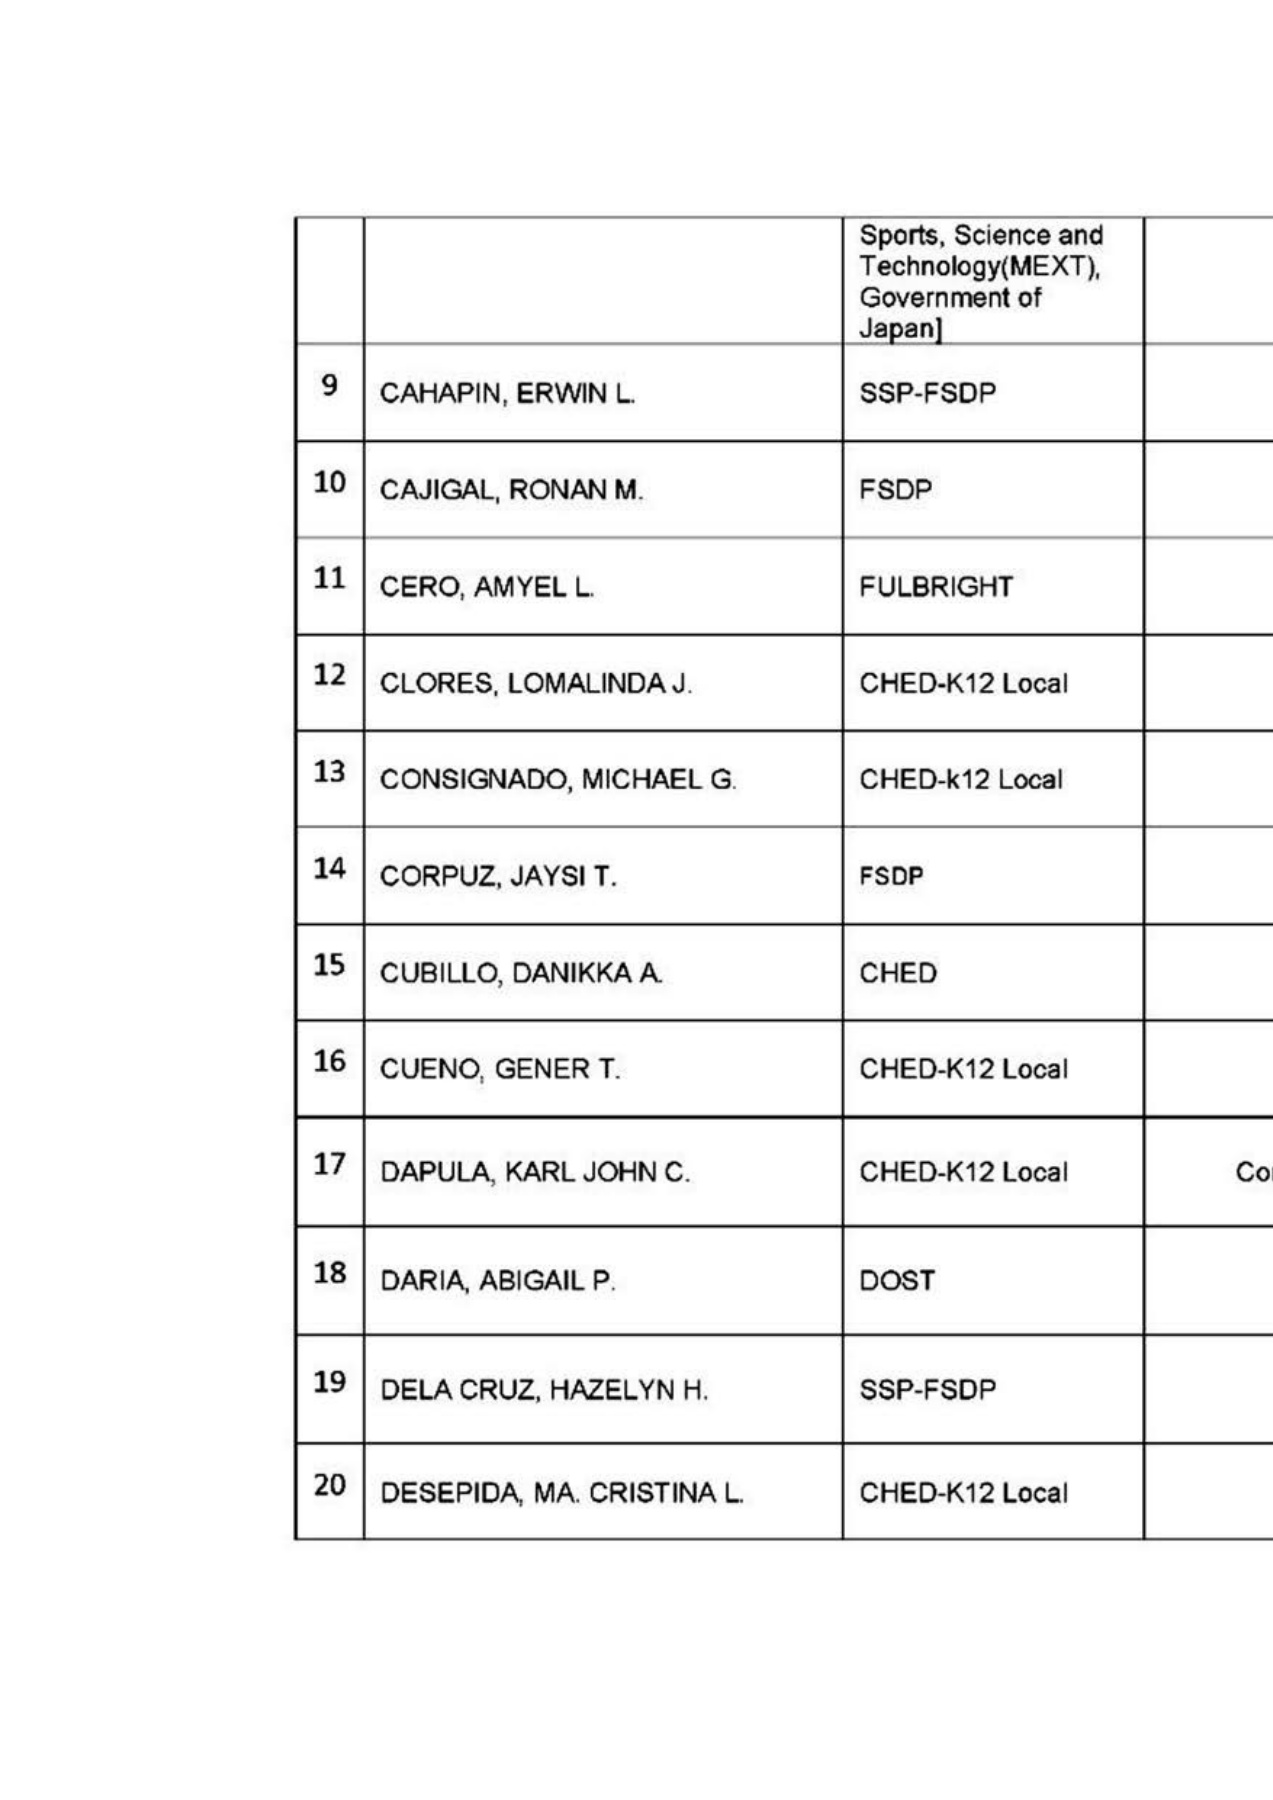 Sports, Science and
Technology(MEXT),
Government of
Japan]
9 CAHAPIN, ERWIN L. SSP-FSDP
10 CAJIGAL, RONAN M. FSDP
11 CERO, AMYEL L. FULBRIGHT
12 CLORES, LOMALINDA J. CHED-K12 Local
13 CONSIGNADO, MICHAEL G. CHED-k12 Local
14 CORPUZ, JAYSI T. FSDP
15 CUBILLO, DANIKKA A. CHED
16 CUENO, GENER T. CHED-K12 Local
17 DAPULA, KARL JOHN C. CHED-K12 Local
18 DARIA, ABIGAIL P. DOST
19 DELA CRUZ, HAZELYN H. SSP-FSDP
20 DESEPIDA, MA. CRISTINA L. CHED-K12 Local